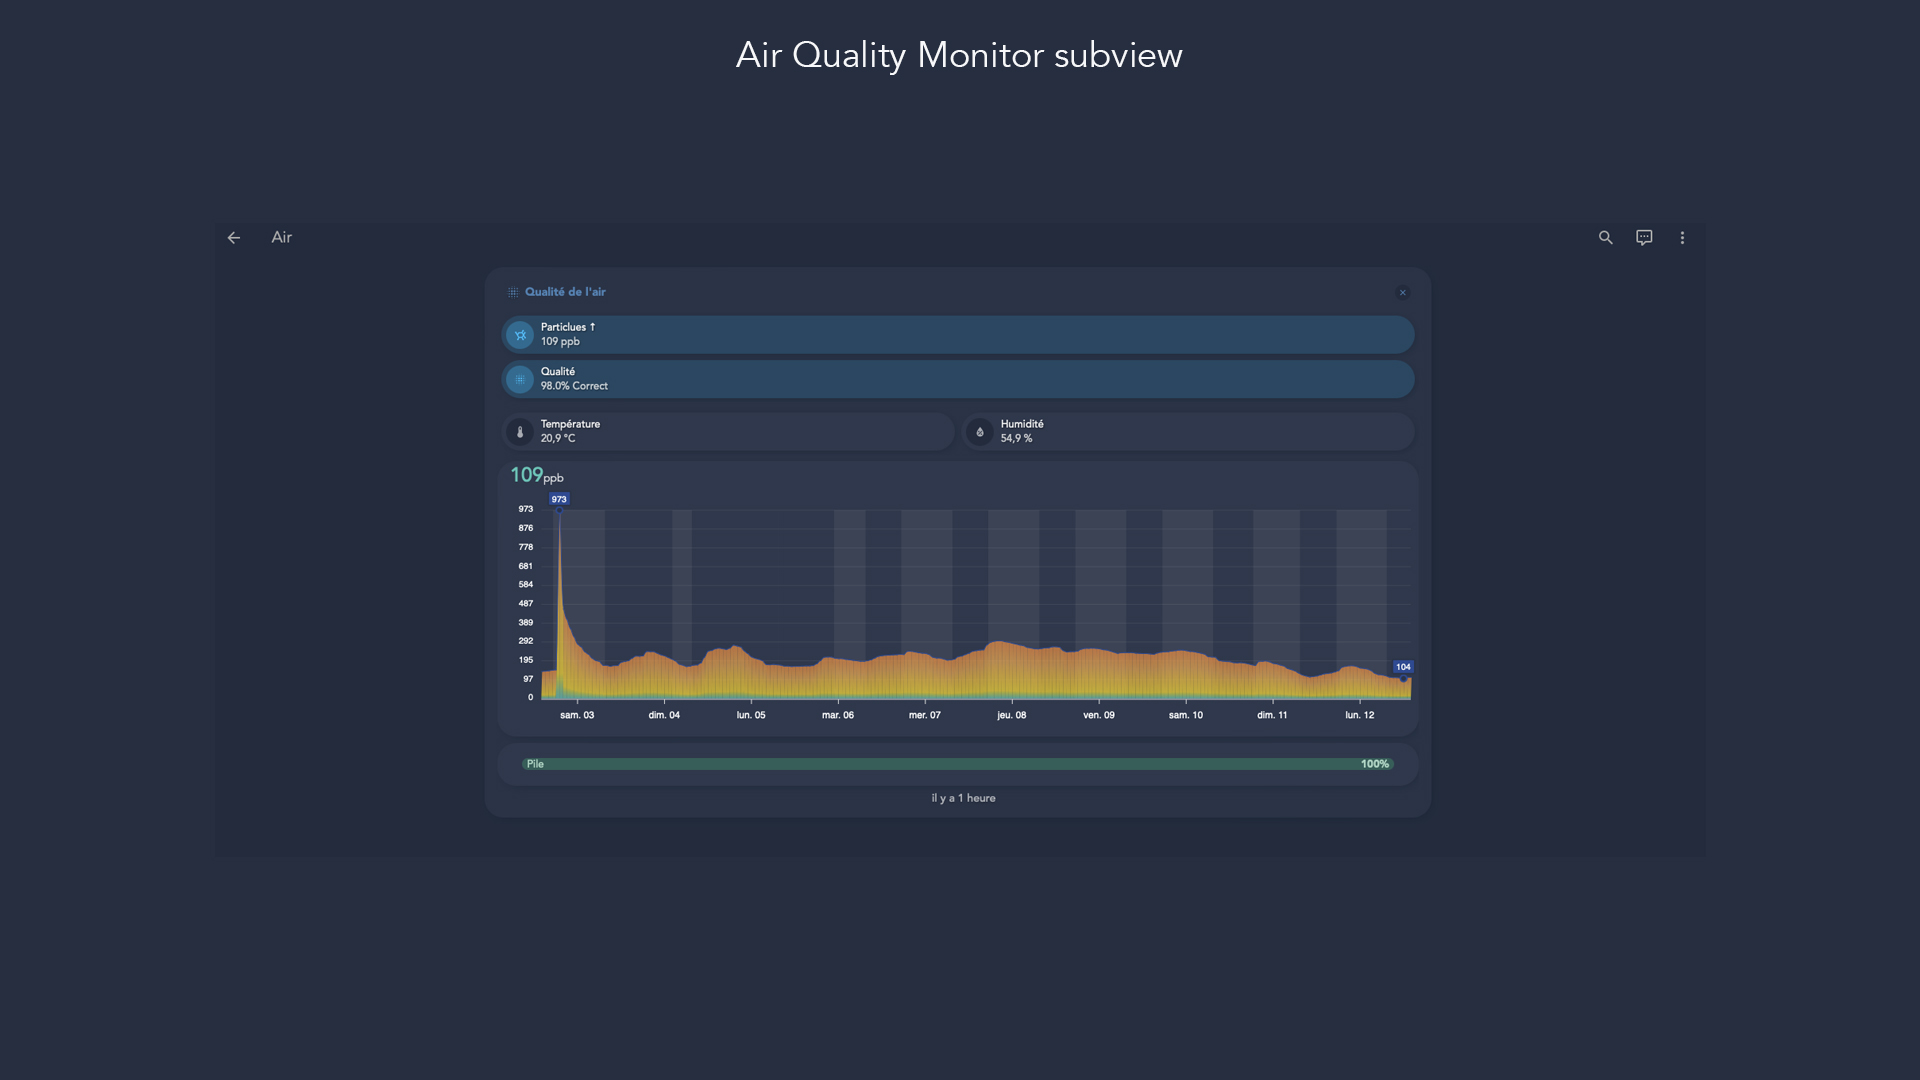 Air Quality Monitor subview
Air
Qualité de l'air
Particlues ↑
109 ppb
Qualité
98.0% Correct
Température
20,9 °C
Humidité
54,9 %
109ppb
973
973
876
778
681
584
487
389
292
195
97
0
104
sam. 03 dim. 04 lun. 05 mar. 06 mer. 07 jeu. 08 ven. 09 sam. 10 dim. 11 lun. 12
Pile 100%
il y a 1 heure